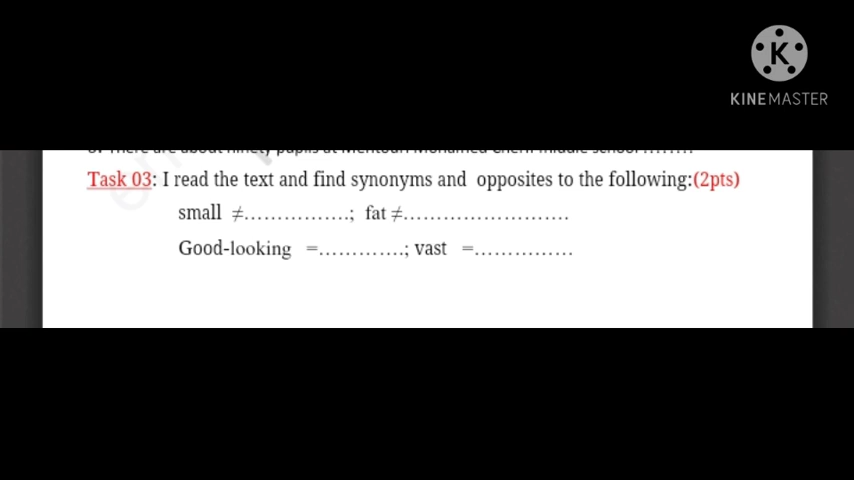 KINEMASTER
Task 03: I read the text and find synonyms and opposites to the following:(2pts)
small ≠................; fat ≠.........................
Good-looking =.............; vast =...............